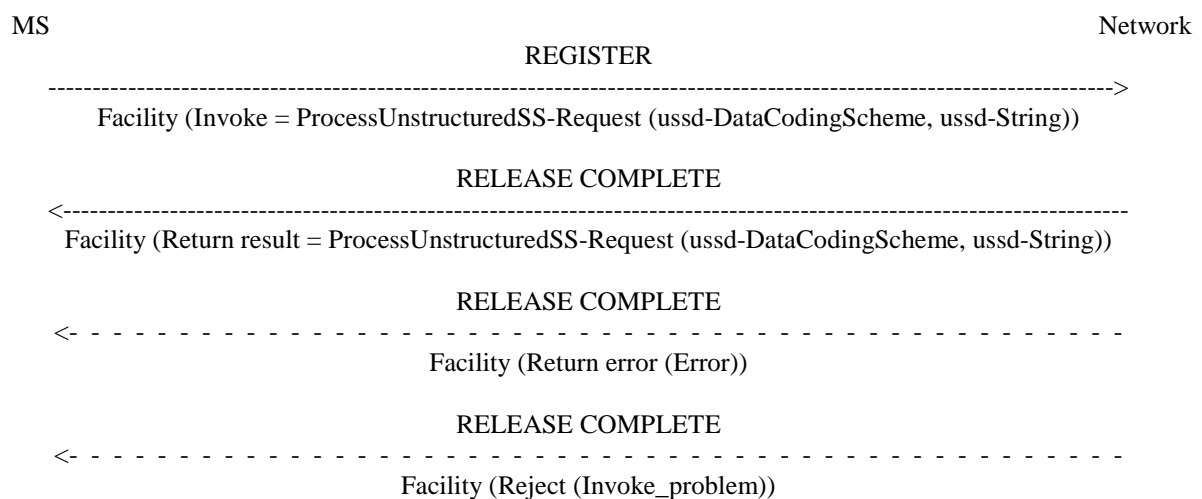 MS Network
REGISTER
Facility (Invoke = ProcessUnstructuredSS-Request (ussd-DataCodingScheme, ussd-String))
RELEASE COMPLETE
Facility (Return result = ProcessUnstructuredSS-Request (ussd-DataCodingScheme, ussd-String))
RELEASE COMPLETE
Facility (Return error (Error))
RELEASE COMPLETE
Facility (Reject (Invoke_problem))